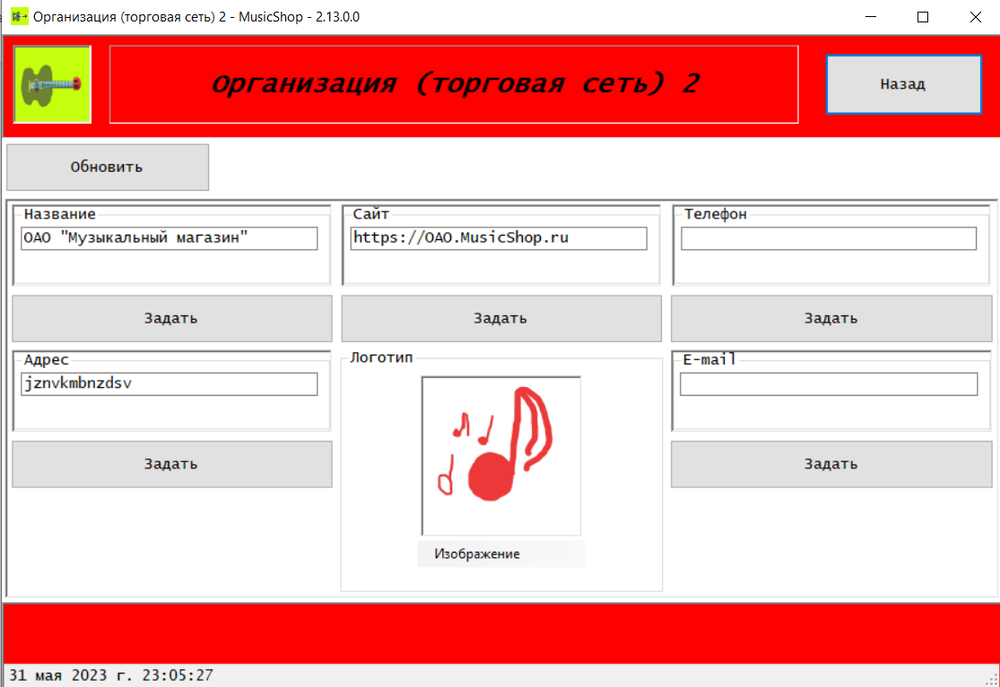 Организация (торговая сеть) 2 - MusicShop - 2.13.0.0
Организация (торговая сеть) 2
Назад
Обновить
Название
ОАО "Музыкальный магазин"
Задать
Сайт
https://ОАО.MusicShop.ru
Задать
Телефон
Задать
Адрес
jznvkmbnzdsv
Задать
Логотип
Изображение
E-mail
Задать
31 мая 2023 г. 23:05:27